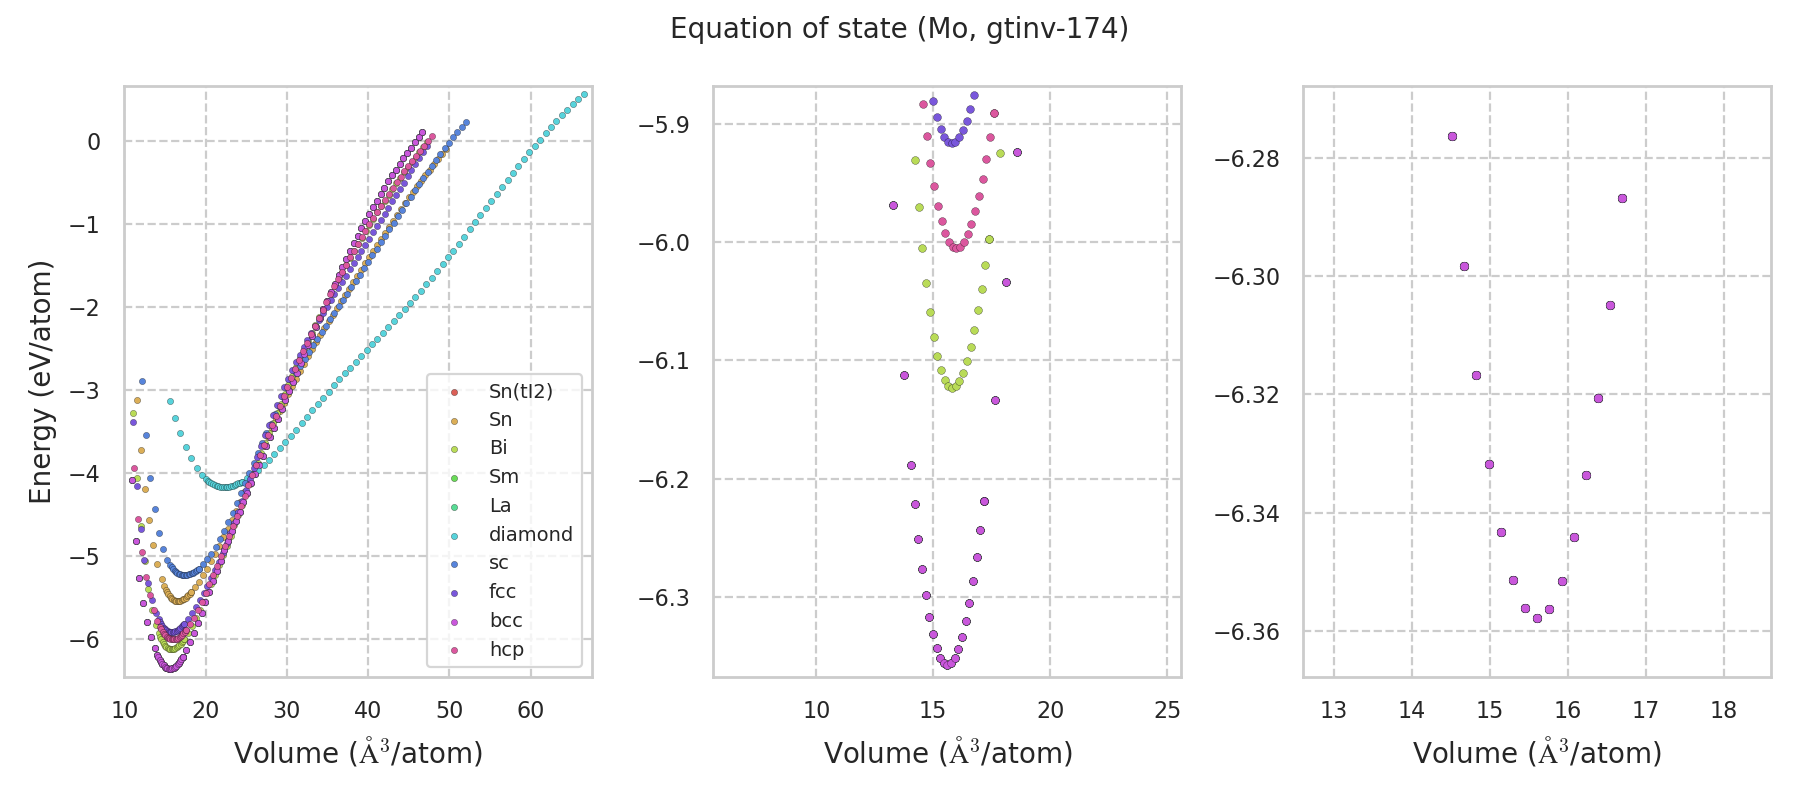 Equation of state (Mo, gtinv-174)
Energy (eV/atom)
0
−1
−2
−3
−4
−5
−6
10 20 30 40 50 60
Volume (Å³/atom)
Sn(tI2)
Sn
Bi
Sm
La
diamond
sc
fcc
bcc
hcp
−5.9
−6.0
−6.1
−6.2
−6.3
10 15 20 25
Volume (Å³/atom)
−6.28
−6.30
−6.32
−6.34
−6.36
13 14 15 16 17 18
Volume (Å³/atom)